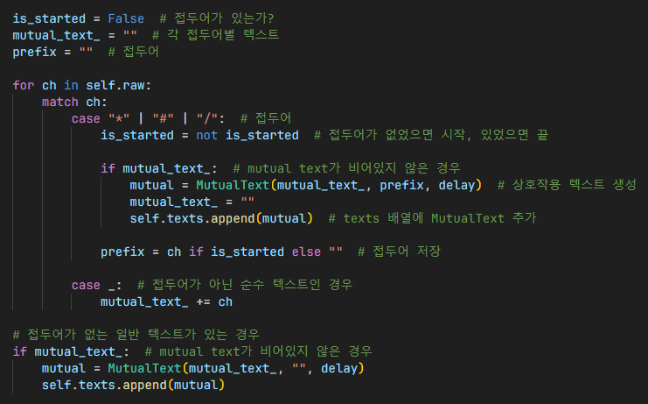 is_started = False  # 접두어가 있는가?
mutual_text_ = ""  # 각 접두어별 텍스트
prefix = ""  # 접두어

for ch in self.raw:
    match ch:
        case "*" | "#" | "/":  # 접두어
            is_started = not is_started  # 접두어가 없었으면 시작, 있었으면 끝

            if mutual_text_:  # mutual text가 비어있지 않은 경우
                mutual = MutualText(mutual_text_, prefix, delay)  # 상호작용 텍스트 생성
                mutual_text_ = ""
                self.texts.append(mutual)  # texts 배열에 MutualText 추가

            prefix = ch if is_started else ""  # 접두어 저장

        case _:  # 접두어가 아닌 순수 텍스트인 경우
            mutual_text_ += ch

# 접두어가 없는 일반 텍스트가 있는 경우
if mutual_text_:  # mutual text가 비어있지 않은 경우
    mutual = MutualText(mutual_text_, "", delay)
    self.texts.append(mutual)